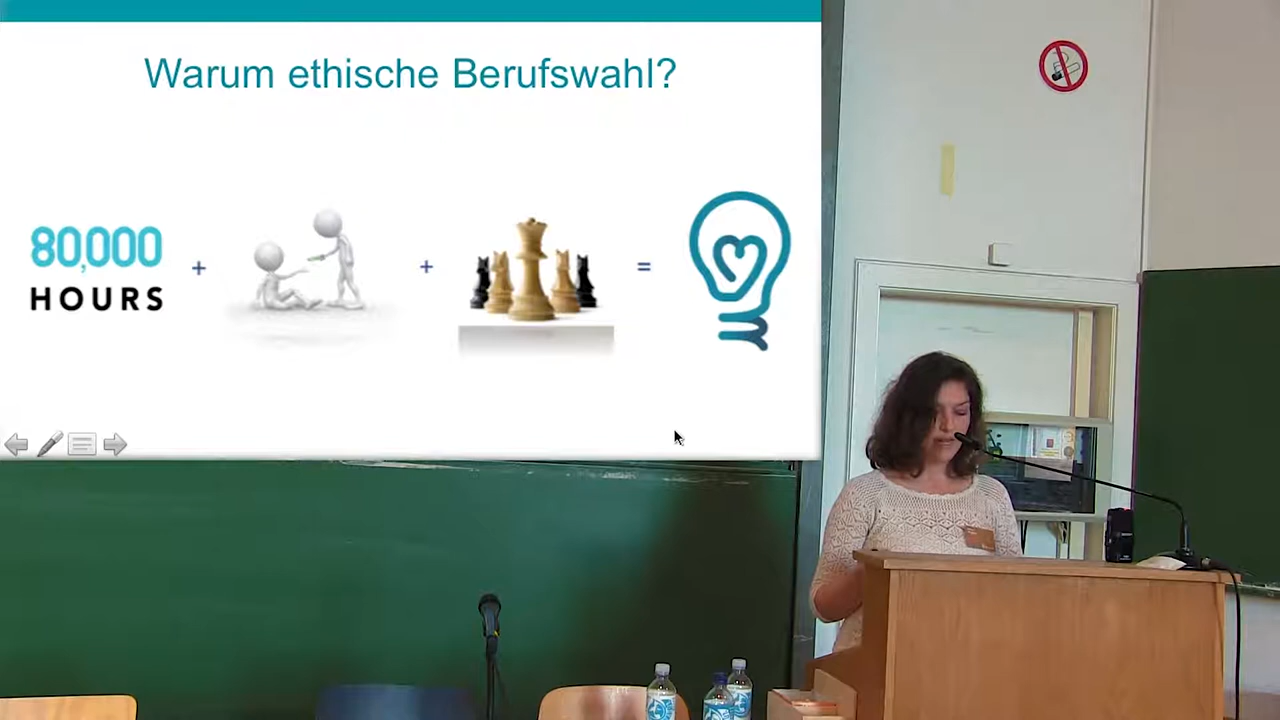 Warum ethische Berufswahl?
80,000
HOURS
+
+
=